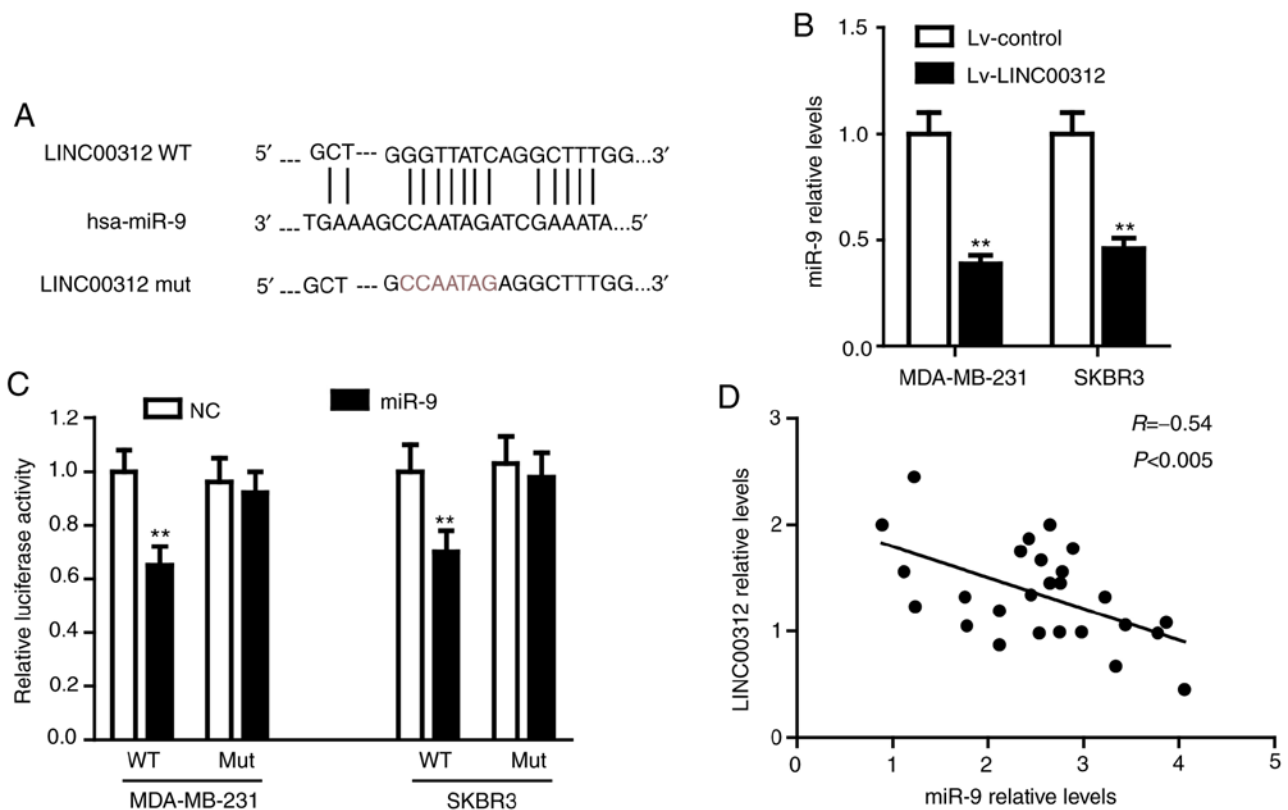 A
LINC00312 WT 5′ --- GCT--- GGGTTATCAGGCTTTGG...3′
hsa-miR-9 3′ ---TGAAAGCCAATAGATCGAAATA...5′
LINC00312 mut 5′ ---GCT --- GCCAATAGAGGCTTTGG...3′
B
Lv-control
Lv-LINC00312
miR-9 relative levels
1.5
1.0
0.5
0.0
**
**
MDA-MB-231 SKBR3
C
NC miR-9
Relative luciferase activity
1.2
1.0
0.8
0.6
0.4
0.2
0.0
**
**
WT Mut WT Mut
MDA-MB-231 SKBR3
D
R=−0.54
P<0.005
LINC00312 relative levels
3
2
1
0
0 1 2 3 4 5
miR-9 relative levels